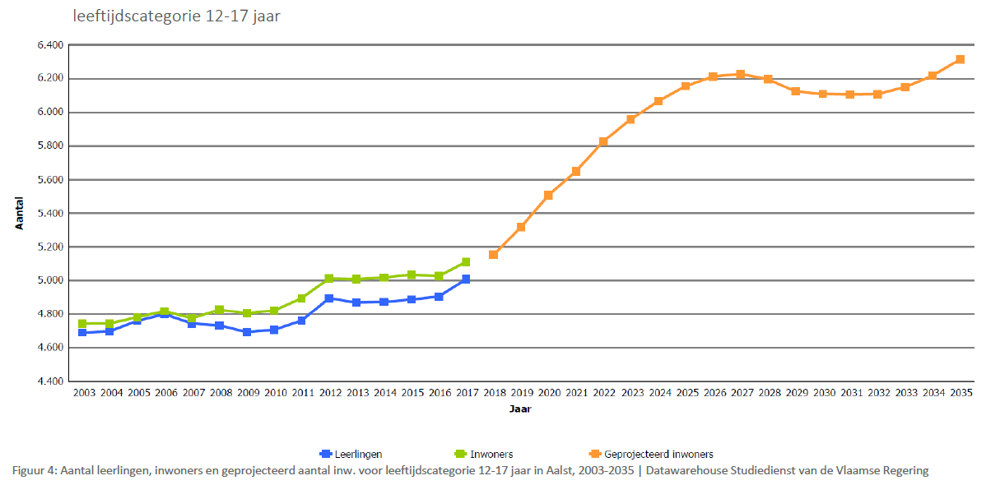 leeftijdscategorie 12-17 jaar
6.400
6.200
6.000
5.800
5.600
5.400
5.200
5.000
4.800
4.600
4.400
Aantal
2003 2004 2005 2006 2007 2008 2009 2010 2011 2012 2013 2014 2015 2016 2017 2018 2019 2020 2021 2022 2023 2024 2025 2026 2027 2028 2029 2030 2031 2032 2033 2034 2035
Jaar
Leerlingen Inwoners Geprojecteerd inwoners
Figuur 4: Aantal leerlingen, inwoners en geprojecteerd aantal inw. voor leeftijdscategorie 12-17 jaar in Aalst, 2003-2035 | Datawarehouse Studiedienst van de Vlaamse Regering